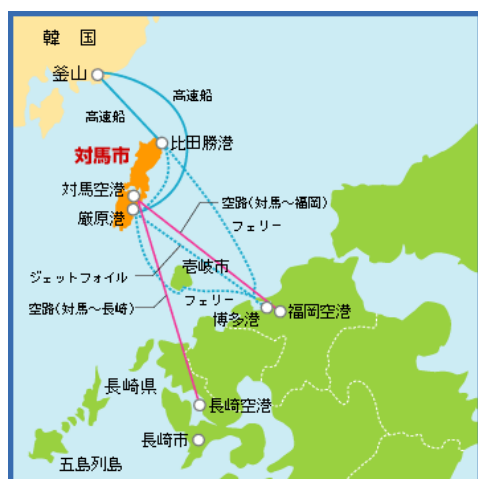 韓国
釜山
高速船
高速船
比田勝港
対馬市
対馬空港
厳原港
空路(対馬～福岡)
フェリー
壱岐市
ジェットフォイル
フェリー
空路(対馬～長崎)
博多港
福岡空港
長崎県
長崎空港
長崎市
五島列島